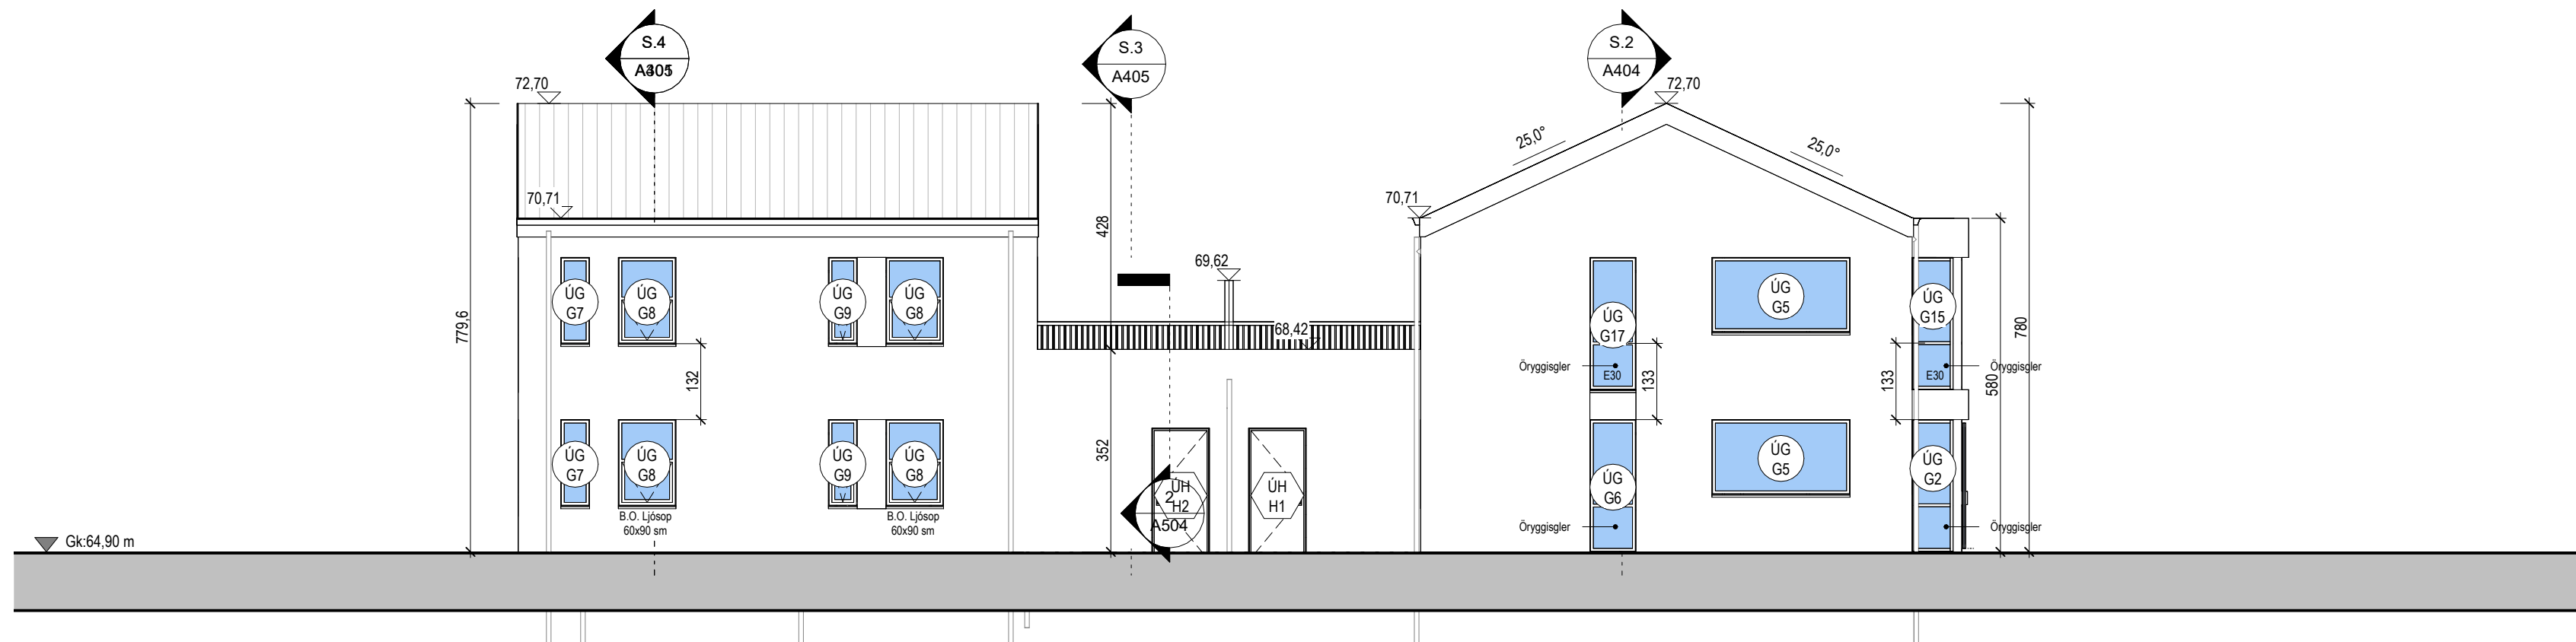 S.4
S.3
S.2
A405
A404
72,70
72,70
25,0°
25,0°
70,71
70,71
428
69,62
779,6
68,42
780
ÚG
G7
ÚG
G8
ÚG
G9
ÚG
G8
ÚG
G17
ÚG
G5
ÚG
G15
132
Öryggisgler
E30
133
133
E30
580
Öryggisgler
352
ÚG
G7
ÚG
G8
ÚG
G9
ÚG
G8
2
ÚH
H2
A504
ÚH
H1
ÚG
G6
ÚG
G5
ÚG
G2
B.O. Ljósop
60x90 sm
B.O. Ljósop
60x90 sm
Öryggisgler
Öryggisgler
Gk:64,90 m